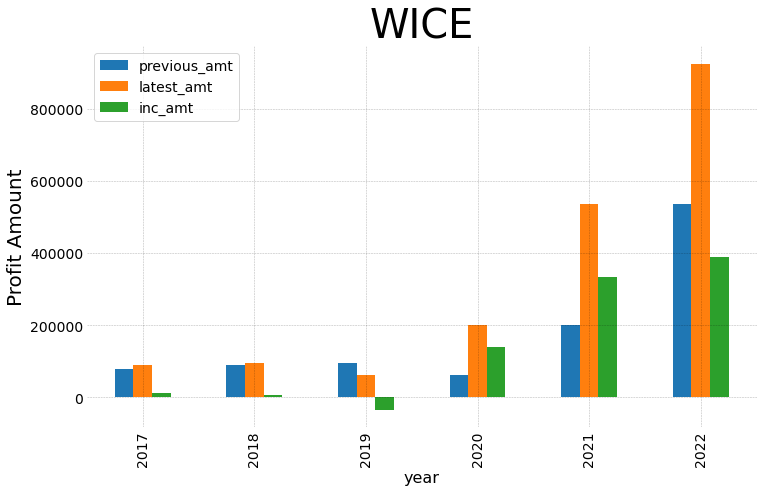 WICE
previous_amt
latest_amt
inc_amt
Profit Amount
800000
600000
400000
200000
0
2017
2018
2019
2020
2021
2022
year